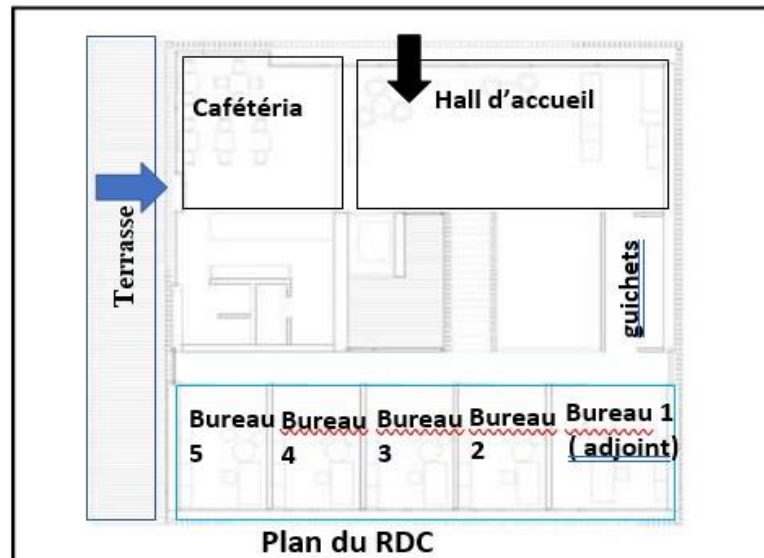 Cafétéria
Hall d’accueil
Terrasse
guichets
Bureau 5
Bureau 4
Bureau 3
Bureau 2
Bureau 1
( adjoint)
Plan du RDC